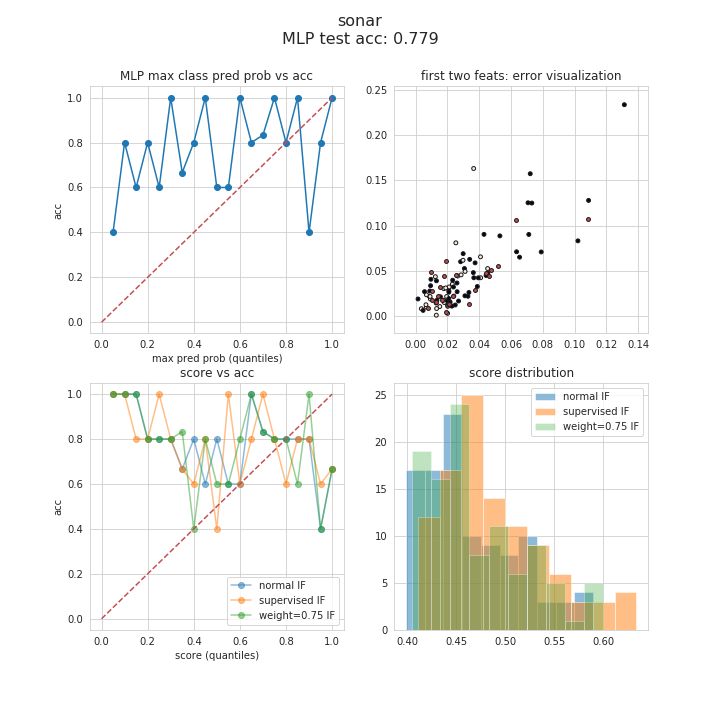 sonar
MLP test acc: 0.779
MLP max class pred prob vs acc
1.0
0.8
0.6
0.4
0.2
0.0
acc
0.0 0.2 0.4 0.6 0.8 1.0
max pred prob (quantiles)
first two feats: error visualization
0.25
0.20
0.15
0.10
0.05
0.00
0.00 0.02 0.04 0.06 0.08 0.10 0.12 0.14
score vs acc
1.0
0.8
0.6
0.4
0.2
0.0
acc
normal IF
supervised IF
weight=0.75 IF
0.0 0.2 0.4 0.6 0.8 1.0
score (quantiles)
score distribution
25
20
15
10
5
0
normal IF
supervised IF
weight=0.75 IF
0.40 0.45 0.50 0.55 0.60